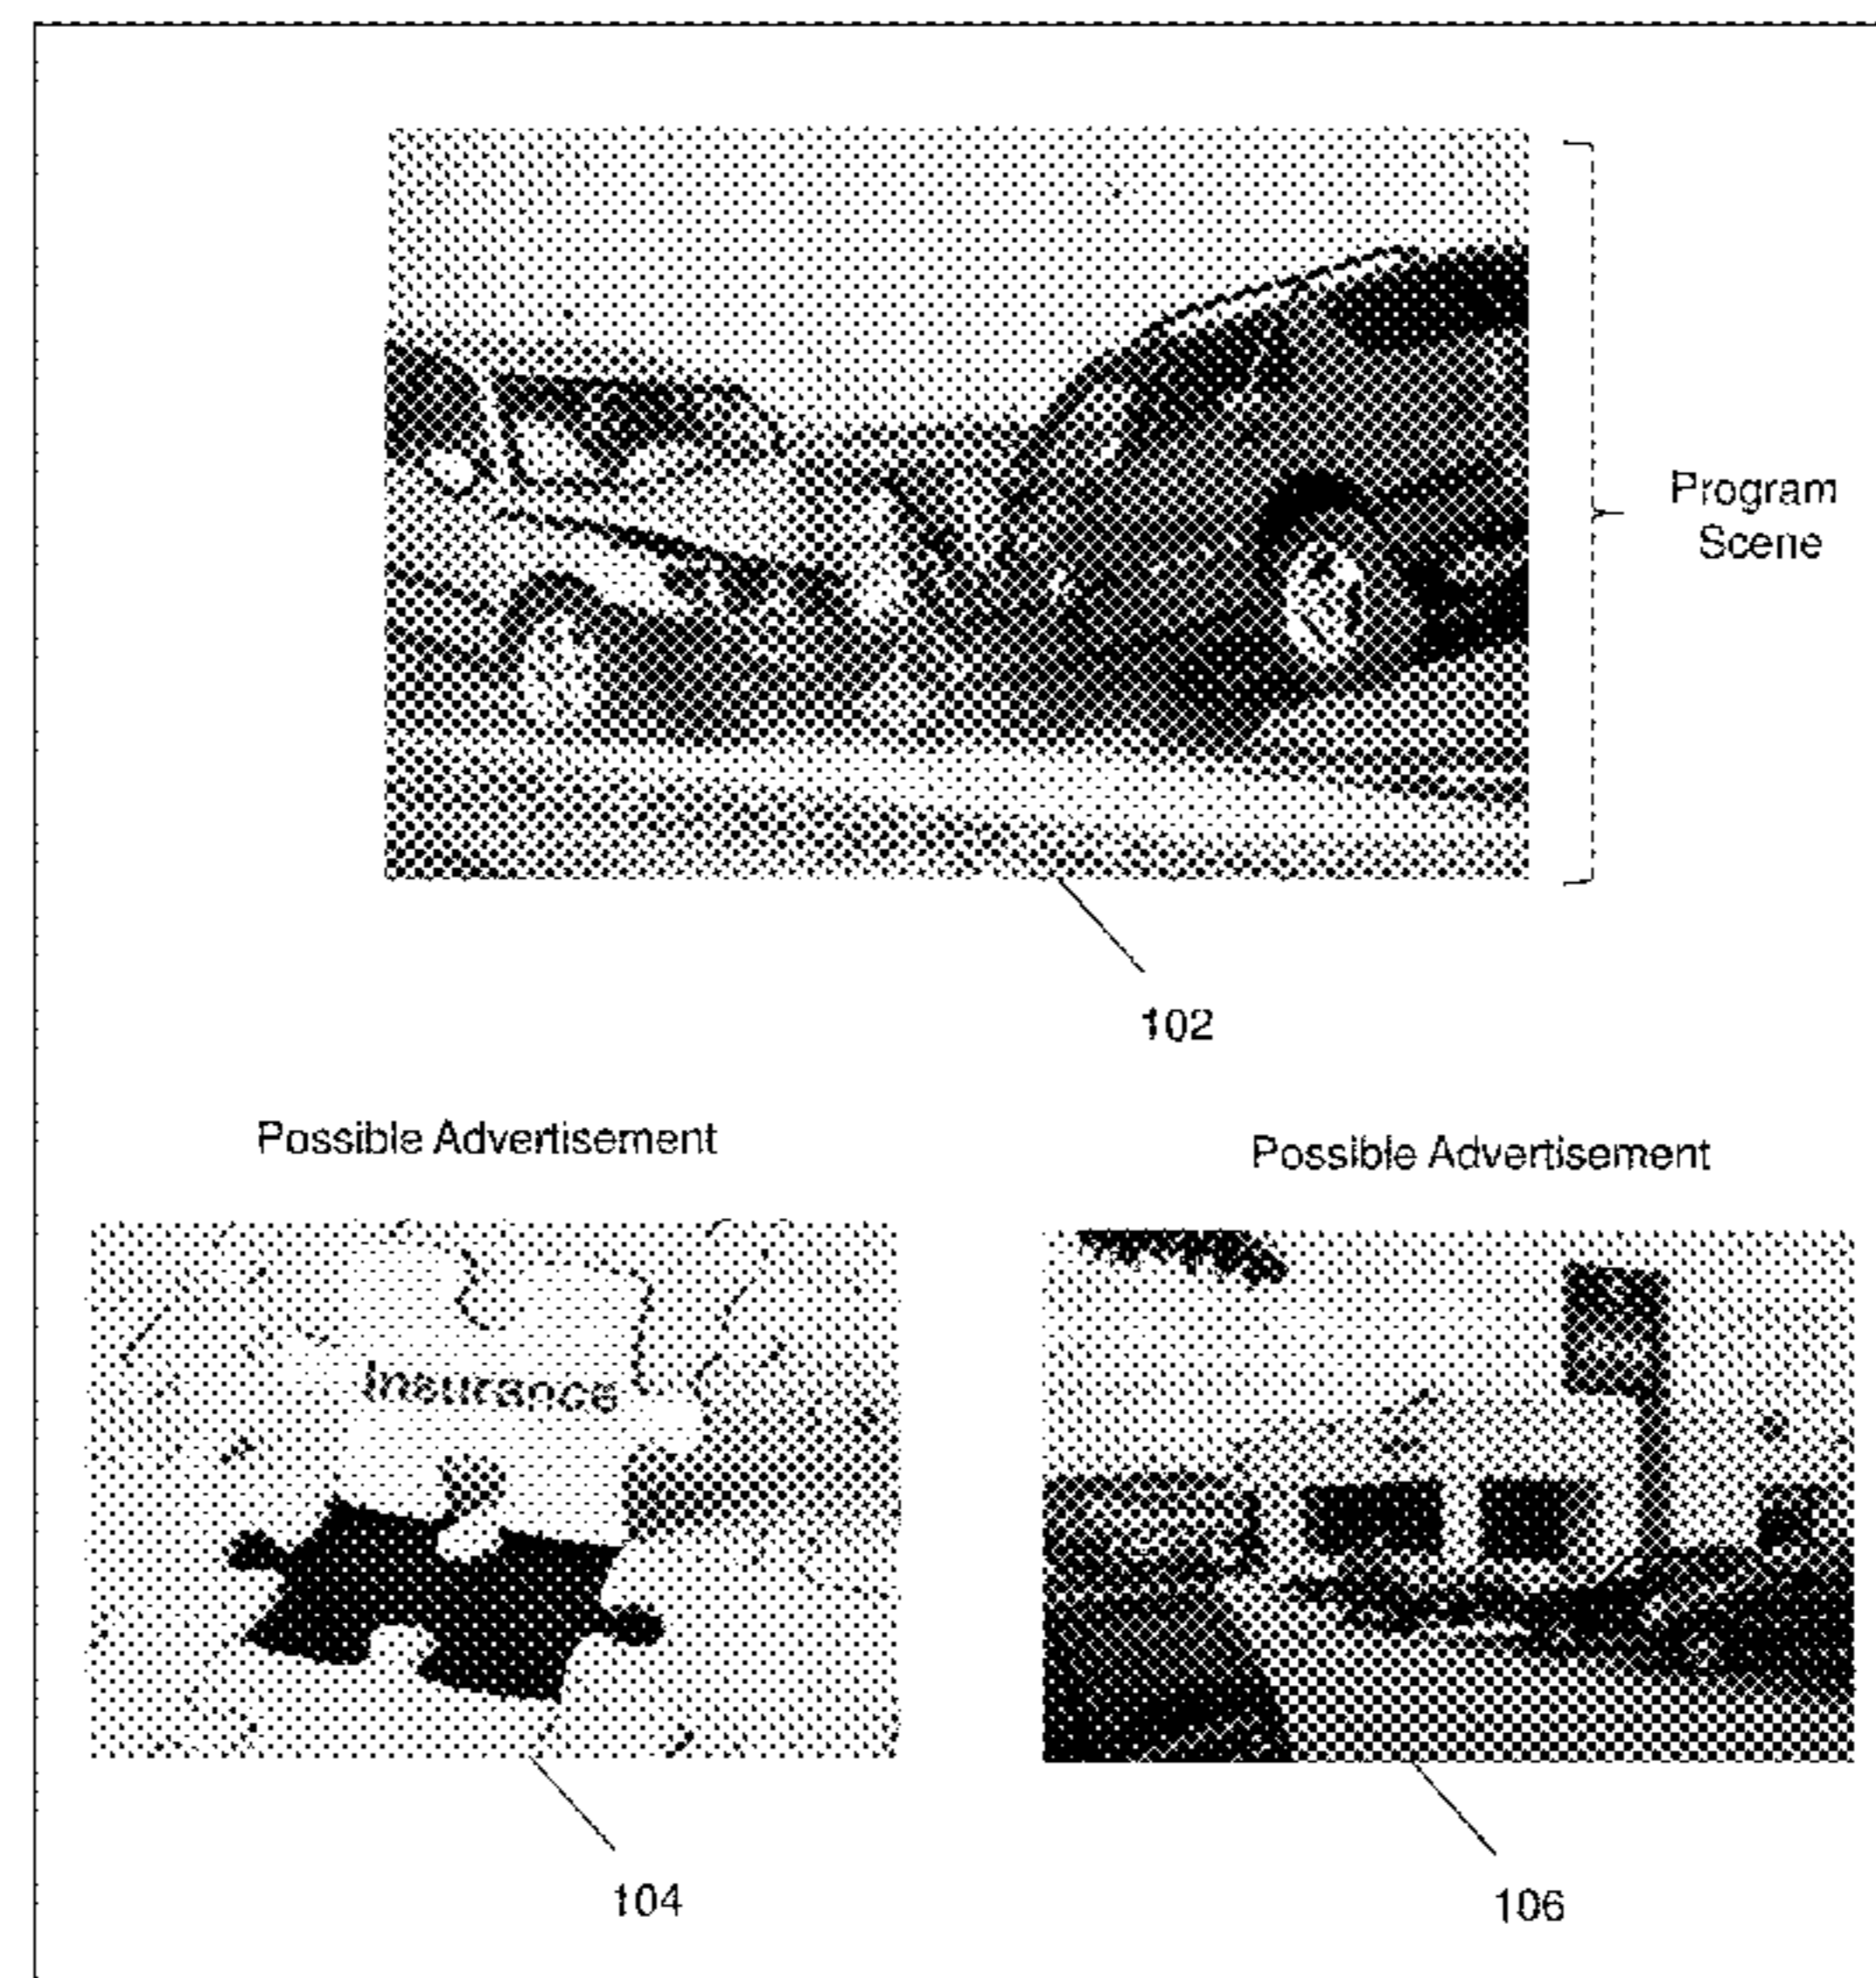 Program
Scene
102
Possible Advertisement
Possible Advertisement
Insurance
104
106